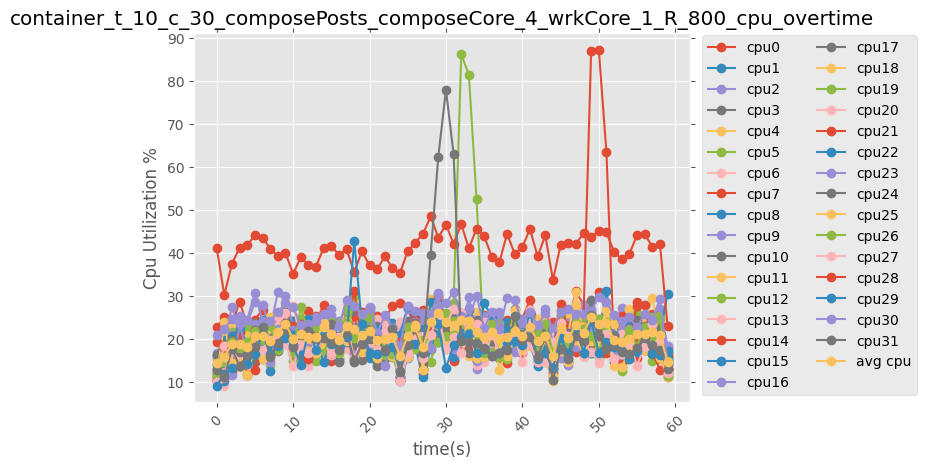 container_t_10_c_30_composePosts_composeCore_4_wrkCore_1_R_800_cpu_overtime
Cpu Utilization %
90
80
70
60
50
40
30
20
10
0
10
20
30
40
50
60
time(s)
cpu0
cpu1
cpu2
cpu3
cpu4
cpu5
cpu6
cpu7
cpu8
cpu9
cpu10
cpu11
cpu12
cpu13
cpu14
cpu15
cpu16
cpu17
cpu18
cpu19
cpu20
cpu21
cpu22
cpu23
cpu24
cpu25
cpu26
cpu27
cpu28
cpu29
cpu30
cpu31
avg cpu